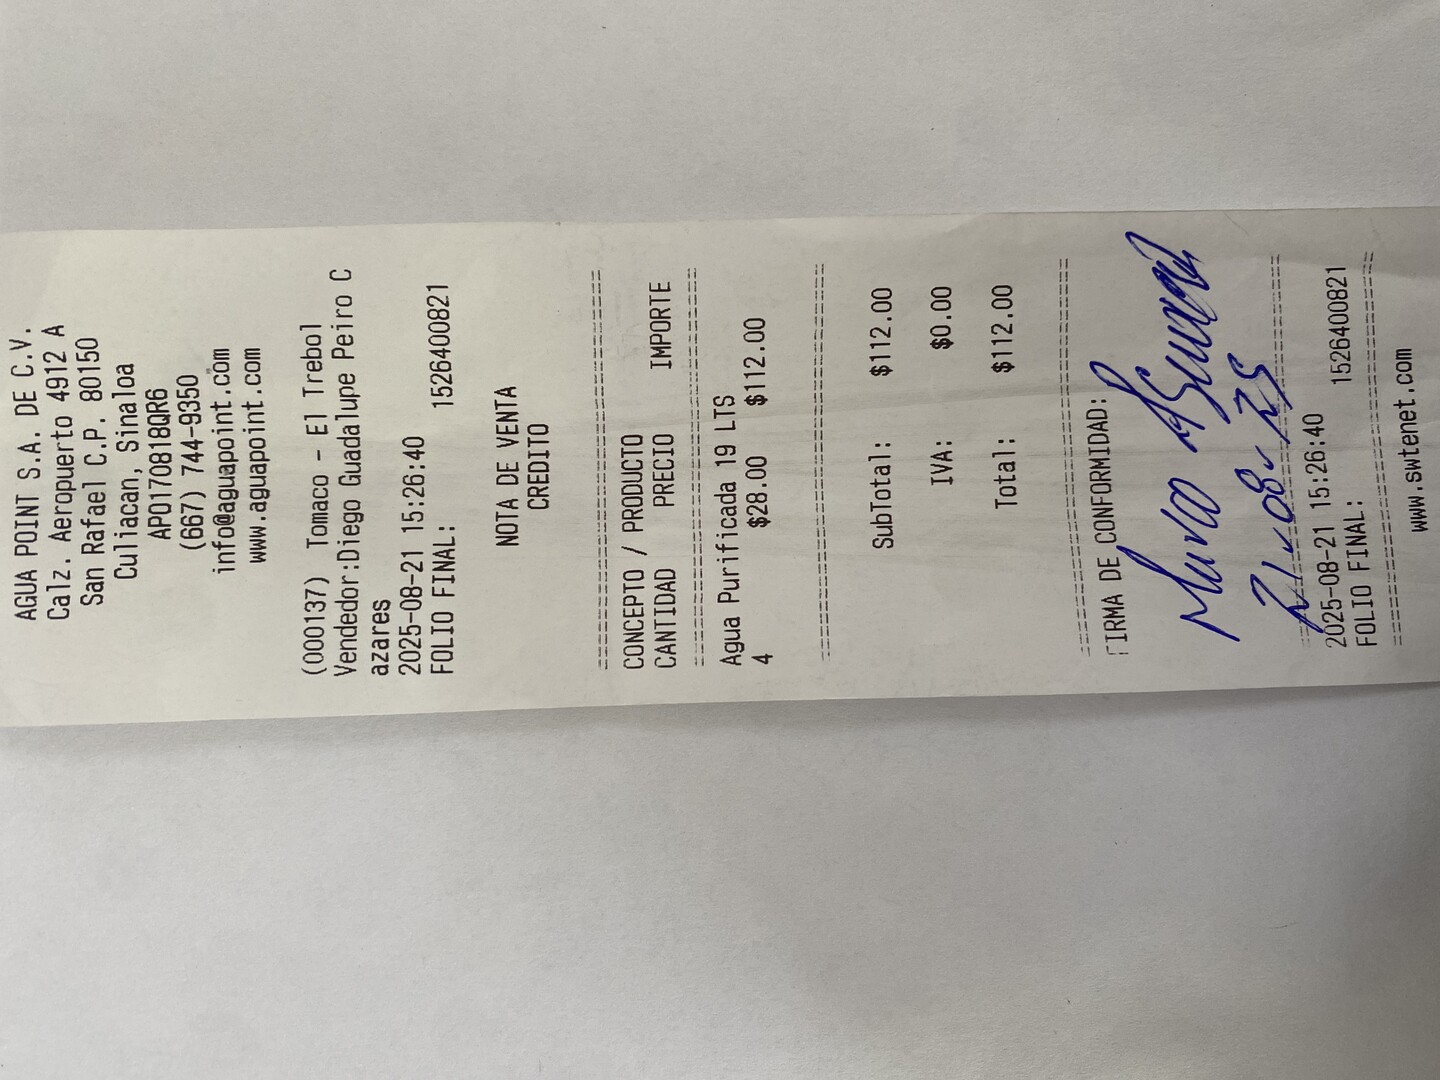 AGUA POINT S.A. DE C.V.
Calz. Aeropuerto 4912 A
San Rafael C.P. 80150
Culiacan, Sinaloa
APO170818QR6
(667) 744-9350
info@aguapoint.com
www.aguapoint.com
(000137) Tomaco - El Trebol
Vendedor:Diego Guadalupe Peiro C
azares
2025-08-21 15:26:40
FOLIO FINAL: 1526400821
NOTA DE VENTA
CREDITO
================================
CONCEPTO / PRODUCTO
CANTIDAD PRECIO IMPORTE
================================
Agua Purificada 19 LTS
4 $28.00 $112.00
================================
SubTotal: $112.00
IVA: $0.00
Total: $112.00
================================
FIRMA DE CONFORMIDAD:
21-08-25
================================
2025-08-21 15:26:40
FOLIO FINAL: 1526400821
================================
www.swtenet.com